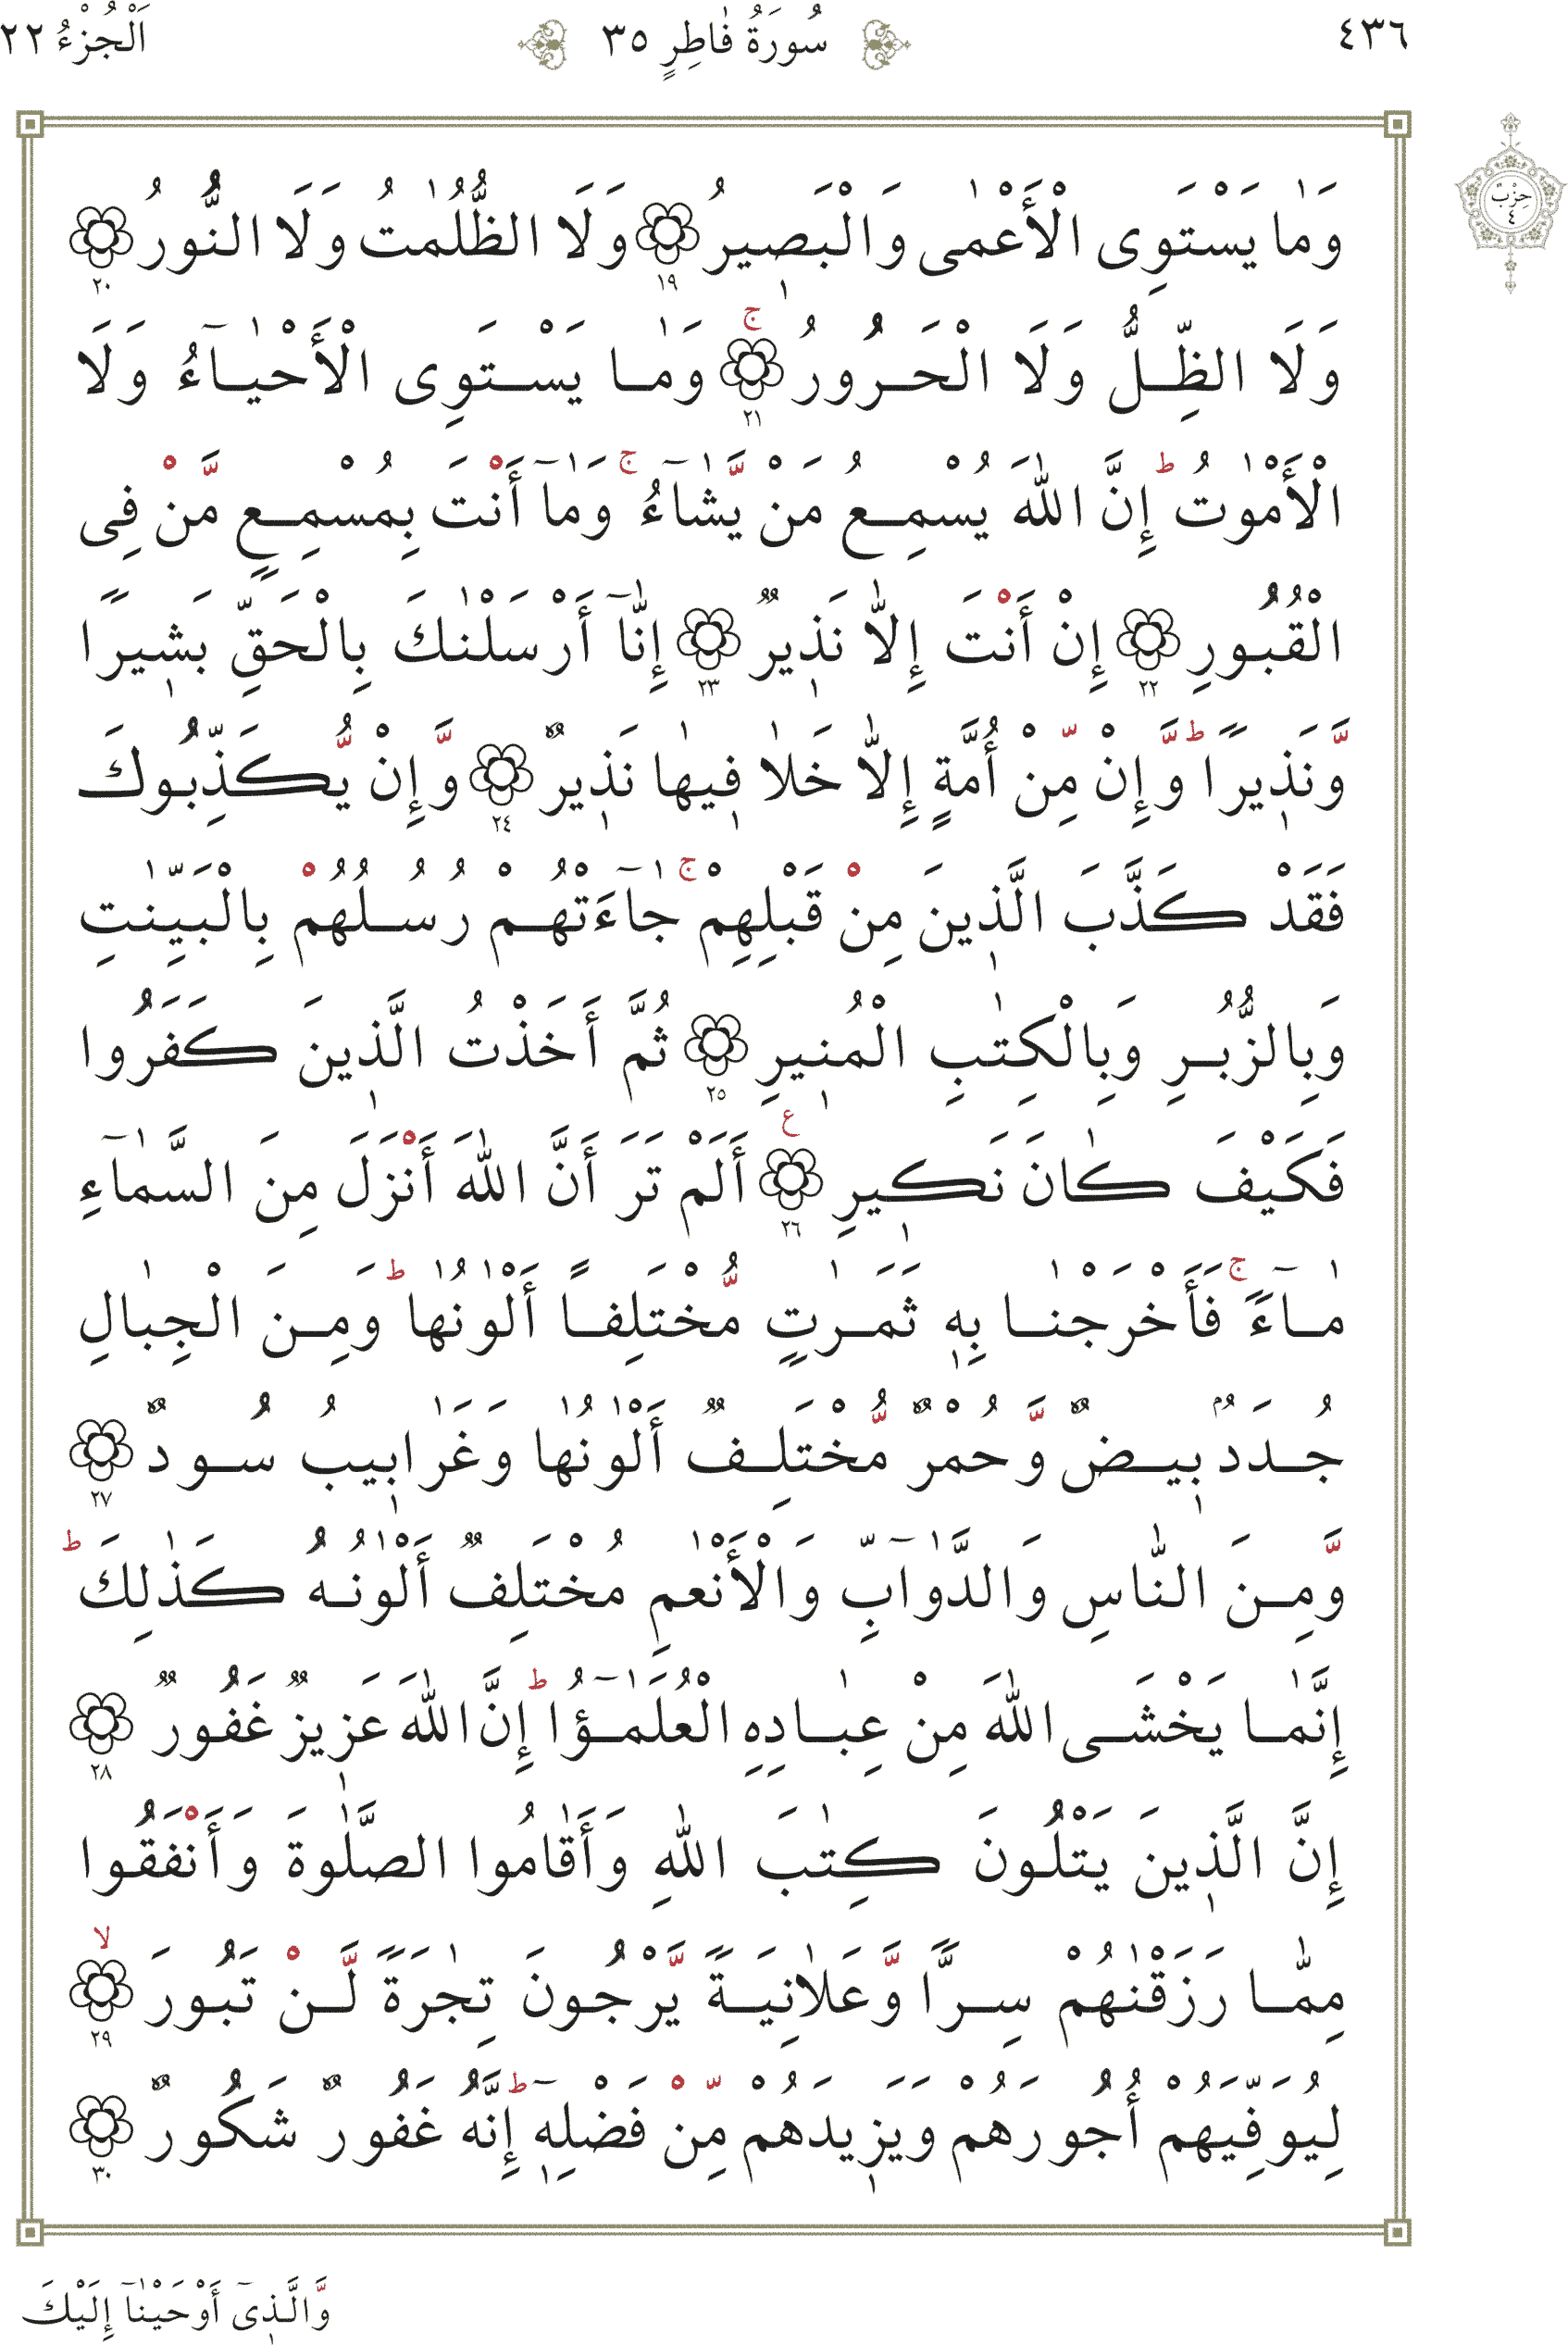 ٤٣٦ سُورَةُ فَاطِرٍ ٣٥ اَلْجُزْءُ ٢٢
حِزْبٌ ٤
وَمٰا يَسْتَوِى الْأَعْمٰى وَالْبَصٖيرُ ١٩ وَلَا الظُّلُمٰتُ وَلَا النُّورُ ٢٠
وَلَا الظِّلُّ وَلَا الْحَرُورُ ۚ ٢١ وَمٰا يَسْتَوِى الْأَحْيٰآءُ وَلَا
الْأَمْوٰتُ ۗ إِنَّ اللّٰهَ يُسْمِعُ مَنْ يَّشٰآءُ ۚ وَمٰآ أَنْتَ بِمُسْمِعٍ مَّنْ فِى
الْقُبُورِ ٢٢ إِنْ أَنْتَ إِلّٰا نَذٖيرٌ ٢٣ إِنّٰآ أَرْسَلْنٰكَ بِالْحَقِّ بَشٖيرًا
وَّنَذٖيرًا ۗ وَّإِنْ مِّنْ أُمَّةٍ إِلّٰا خَلٰا فٖيهٰا نَذٖيرٌ ٢٤ وَّإِنْ يُّكَذِّبُوكَ
فَقَدْ كَذَّبَ الَّذٖينَ مِنْ قَبْلِهِمْ ۚ جٰآءَتْهُمْ رُسُلُهُمْ بِالْبَيِّنٰتِ
وَبِالزُّبُرِ وَبِالْكِتٰبِ الْمُنٖيرِ ٢٥ ثُمَّ أَخَذْتُ الَّذٖينَ كَفَرُوا
فَكَيْفَ كٰانَ نَكٖيرِ ع ٢٦ أَلَمْ تَرَ أَنَّ اللّٰهَ أَنْزَلَ مِنَ السَّمٰآءِ
مٰآءً ۚ فَأَخْرَجْنٰا بِهٖ ثَمَرٰتٍ مُّخْتَلِفًا أَلْوٰنُهٰا ۗ وَمِنَ الْجِبٰالِ
جُدَدٌ بٖيضٌ وَّحُمْرٌ مُّخْتَلِفٌ أَلْوٰنُهٰا وَغَرٰابٖيبُ سُودٌ ٢٧
وَّمِنَ النّٰاسِ وَالدَّوٰآبِّ وَالْأَنْعٰمِ مُخْتَلِفٌ أَلْوٰنُهُ كَذٰلِكَ ۗ
إِنَّمٰا يَخْشَى اللّٰهَ مِنْ عِبٰادِهِ الْعُلَمٰٓؤُا ۗ إِنَّ اللّٰهَ عَزٖيزٌ غَفُورٌ ٢٨
إِنَّ الَّذٖينَ يَتْلُونَ كِتٰبَ اللّٰهِ وَأَقٰامُوا الصَّلٰوةَ وَأَنْفَقُوا
مِمّٰا رَزَقْنٰهُمْ سِرًّا وَّعَلٰانِيَةً يَّرْجُونَ تِجٰرَةً لَّنْ تَبُورَ ۙ ٢٩
لِيُوَفِّيَهُمْ أُجُورَهُمْ وَيَزٖيدَهُمْ مِّنْ فَضْلِهٖٓ ۗ إِنَّهُ غَفُورٌ شَكُورٌ ٣٠
وَّالَّذٖىٓ أَوْحَيْنٰآ إِلَيْكَ